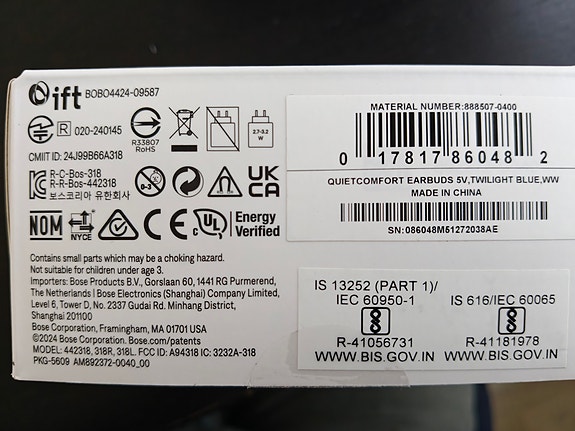 ift BOBO4424-09587
R 020-240145
R33807
RoHS
2.7-3.2
W
CMIIT ID: 24J99B66A318
R-C-Bos-318
R-R-Bos-442318
보스코리아 유한회사
0-3
UK
CA
NOM NYCE CE c UL Energy
Verified
Contains small parts which may be a choking hazard.
Not suitable for children under age 3.
Importers: Bose Products B.V., Gorslaan 60, 1441 RG Purmerend,
The Netherlands | Bose Electronics (Shanghai) Company Limited,
Level 6, Tower D, No. 2337 Gudai Rd. Minhang District,
Shanghai 201100
Bose Corporation, Framingham, MA 01701 USA
©2024 Bose Corporation. Bose.com/patents
MODEL: 442318, 318R, 318L. FCC ID: A94318 IC: 3232A-318
PKG-5609 AM892372-0040_00
MATERIAL NUMBER:888507-0400
0 17817 86048 2
QUIETCOMFORT EARBUDS 5V,TWILIGHT BLUE,WW
MADE IN CHINA
SN:086048M51272038AE
IS 13252 (PART 1)/
IEC 60950-1
R-41056731
WWW.BIS.GOV.IN
IS 616/IEC 60065
R-41181978
WWW.BIS.GOV.IN